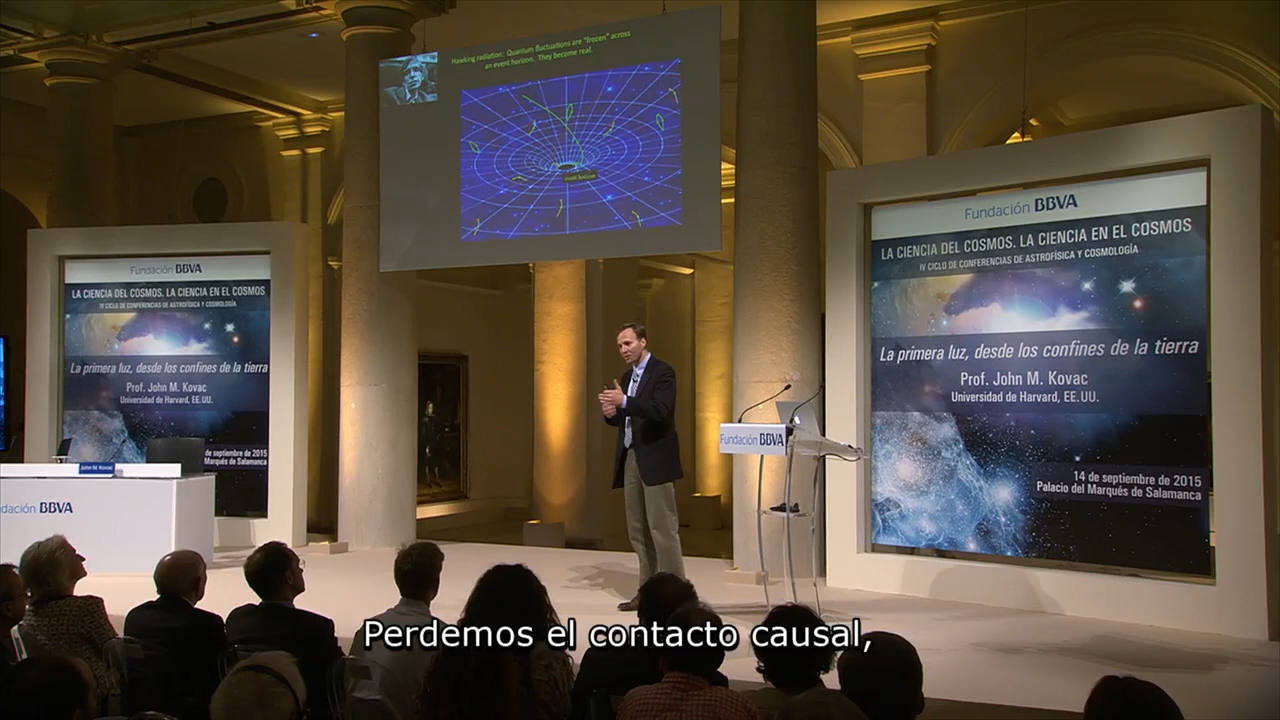 Hawking radiation: Quantum fluctuations are "frozen" across
an event horizon. They become real.
event horizon
Fundación BBVA
LA CIENCIA DEL COSMOS. LA CIENCIA EN EL COSMOS
IV CICLO DE CONFERENCIAS DE ASTROFÍSICA Y COSMOLOGÍA
La primera luz, desde los confines de la tierra
Prof. John M. Kovac
Universidad de Harvard, EE.UU.
de septiembre de 2015
Marqués de Salamanca
John M. Kovac
dación BBVA
Fundación BBVA
Fundación BBVA
LA CIENCIA DEL COSMOS. LA CIENCIA EN EL COSMOS
IV CICLO DE CONFERENCIAS DE ASTROFÍSICA Y COSMOLOGÍA
La primera luz, desde los confines de la tierra
Prof. John M. Kovac
Universidad de Harvard, EE.UU.
14 de septiembre de 2015
Palacio del Marqués de Salamanca
Perdemos el contacto causal,